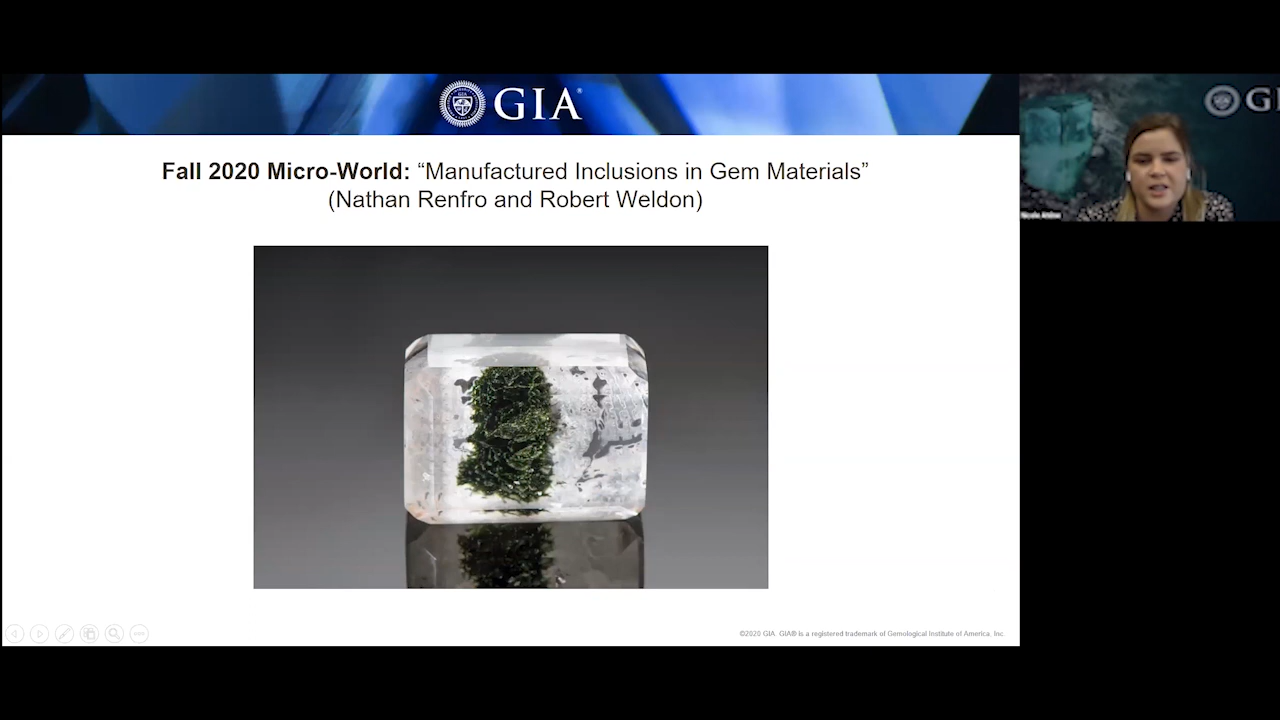 GIA®
Fall 2020 Micro-World: “Manufactured Inclusions in Gem Materials”
(Nathan Renfro and Robert Weldon)
©2020 GIA. GIA® is a registered trademark of Gemological Institute of America, Inc.
GI